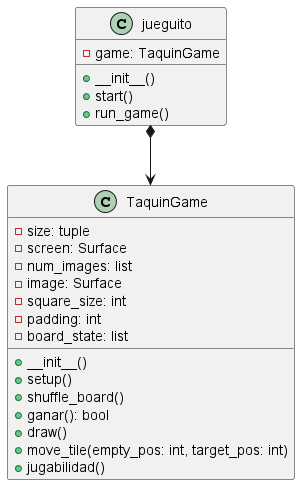 C jueguito
game: TaquinGame
__init__()
start()
run_game()
C TaquinGame
size: tuple
screen: Surface
num_images: list
image: Surface
square_size: int
padding: int
board_state: list
__init__()
setup()
shuffle_board()
ganar(): bool
draw()
move_tile(empty_pos: int, target_pos: int)
jugabilidad()